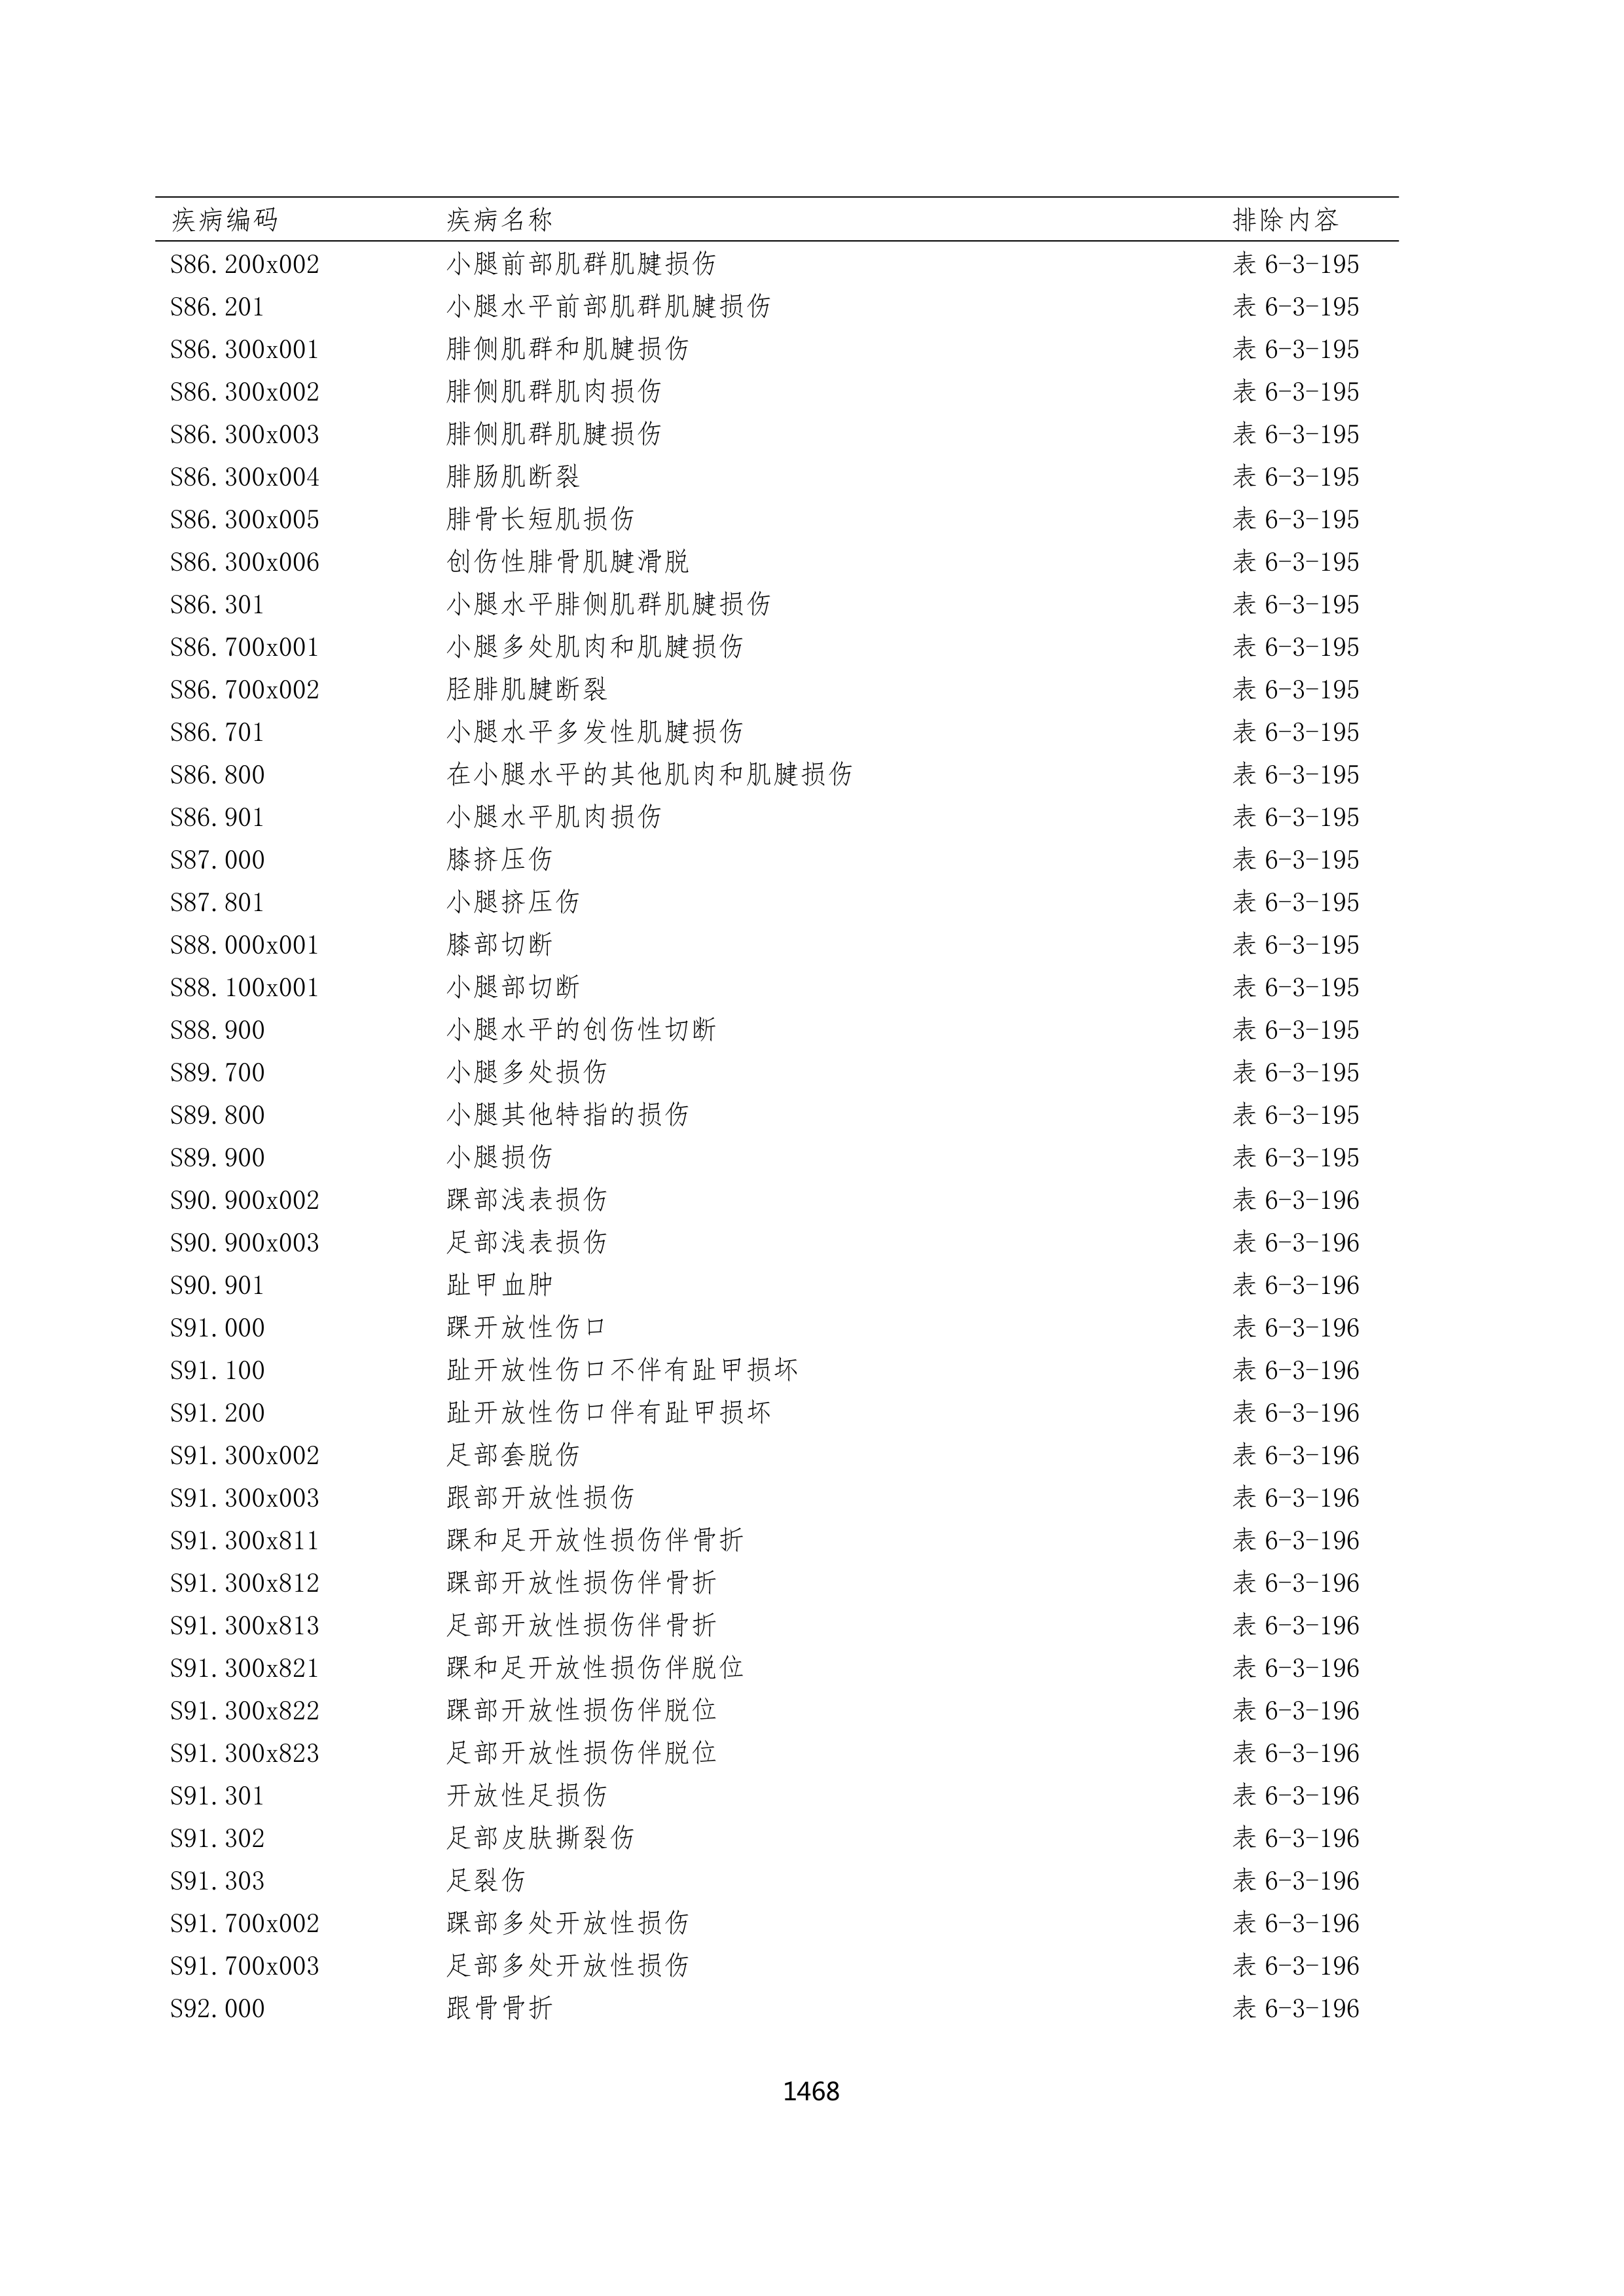 疾病编码 疾病名称 排除内容
S86.200x002 小腿前部肌群肌腱损伤 表 6-3-195
S86.201 小腿水平前部肌群肌腱损伤 表 6-3-195
S86.300x001 腓侧肌群和肌腱损伤 表 6-3-195
S86.300x002 腓侧肌群肌肉损伤 表 6-3-195
S86.300x003 腓侧肌群肌腱损伤 表 6-3-195
S86.300x004 腓肠肌断裂 表 6-3-195
S86.300x005 腓骨长短肌损伤 表 6-3-195
S86.300x006 创伤性腓骨肌腱滑脱 表 6-3-195
S86.301 小腿水平腓侧肌群肌腱损伤 表 6-3-195
S86.700x001 小腿多处肌肉和肌腱损伤 表 6-3-195
S86.700x002 胫腓肌腱断裂 表 6-3-195
S86.701 小腿水平多发性肌腱损伤 表 6-3-195
S86.800 在小腿水平的其他肌肉和肌腱损伤 表 6-3-195
S86.901 小腿水平肌肉损伤 表 6-3-195
S87.000 膝挤压伤 表 6-3-195
S87.801 小腿挤压伤 表 6-3-195
S88.000x001 膝部切断 表 6-3-195
S88.100x001 小腿部切断 表 6-3-195
S88.900 小腿水平的创伤性切断 表 6-3-195
S89.700 小腿多处损伤 表 6-3-195
S89.800 小腿其他特指的损伤 表 6-3-195
S89.900 小腿损伤 表 6-3-195
S90.900x002 踝部浅表损伤 表 6-3-196
S90.900x003 足部浅表损伤 表 6-3-196
S90.901 趾甲血肿 表 6-3-196
S91.000 踝开放性伤口 表 6-3-196
S91.100 趾开放性伤口不伴有趾甲损坏 表 6-3-196
S91.200 趾开放性伤口伴有趾甲损坏 表 6-3-196
S91.300x002 足部套脱伤 表 6-3-196
S91.300x003 跟部开放性损伤 表 6-3-196
S91.300x811 踝和足开放性损伤伴骨折 表 6-3-196
S91.300x812 踝部开放性损伤伴骨折 表 6-3-196
S91.300x813 足部开放性损伤伴骨折 表 6-3-196
S91.300x821 踝和足开放性损伤伴脱位 表 6-3-196
S91.300x822 踝部开放性损伤伴脱位 表 6-3-196
S91.300x823 足部开放性损伤伴脱位 表 6-3-196
S91.301 开放性足损伤 表 6-3-196
S91.302 足部皮肤撕裂伤 表 6-3-196
S91.303 足裂伤 表 6-3-196
S91.700x002 踝部多处开放性损伤 表 6-3-196
S91.700x003 足部多处开放性损伤 表 6-3-196
S92.000 跟骨骨折 表 6-3-196
1468